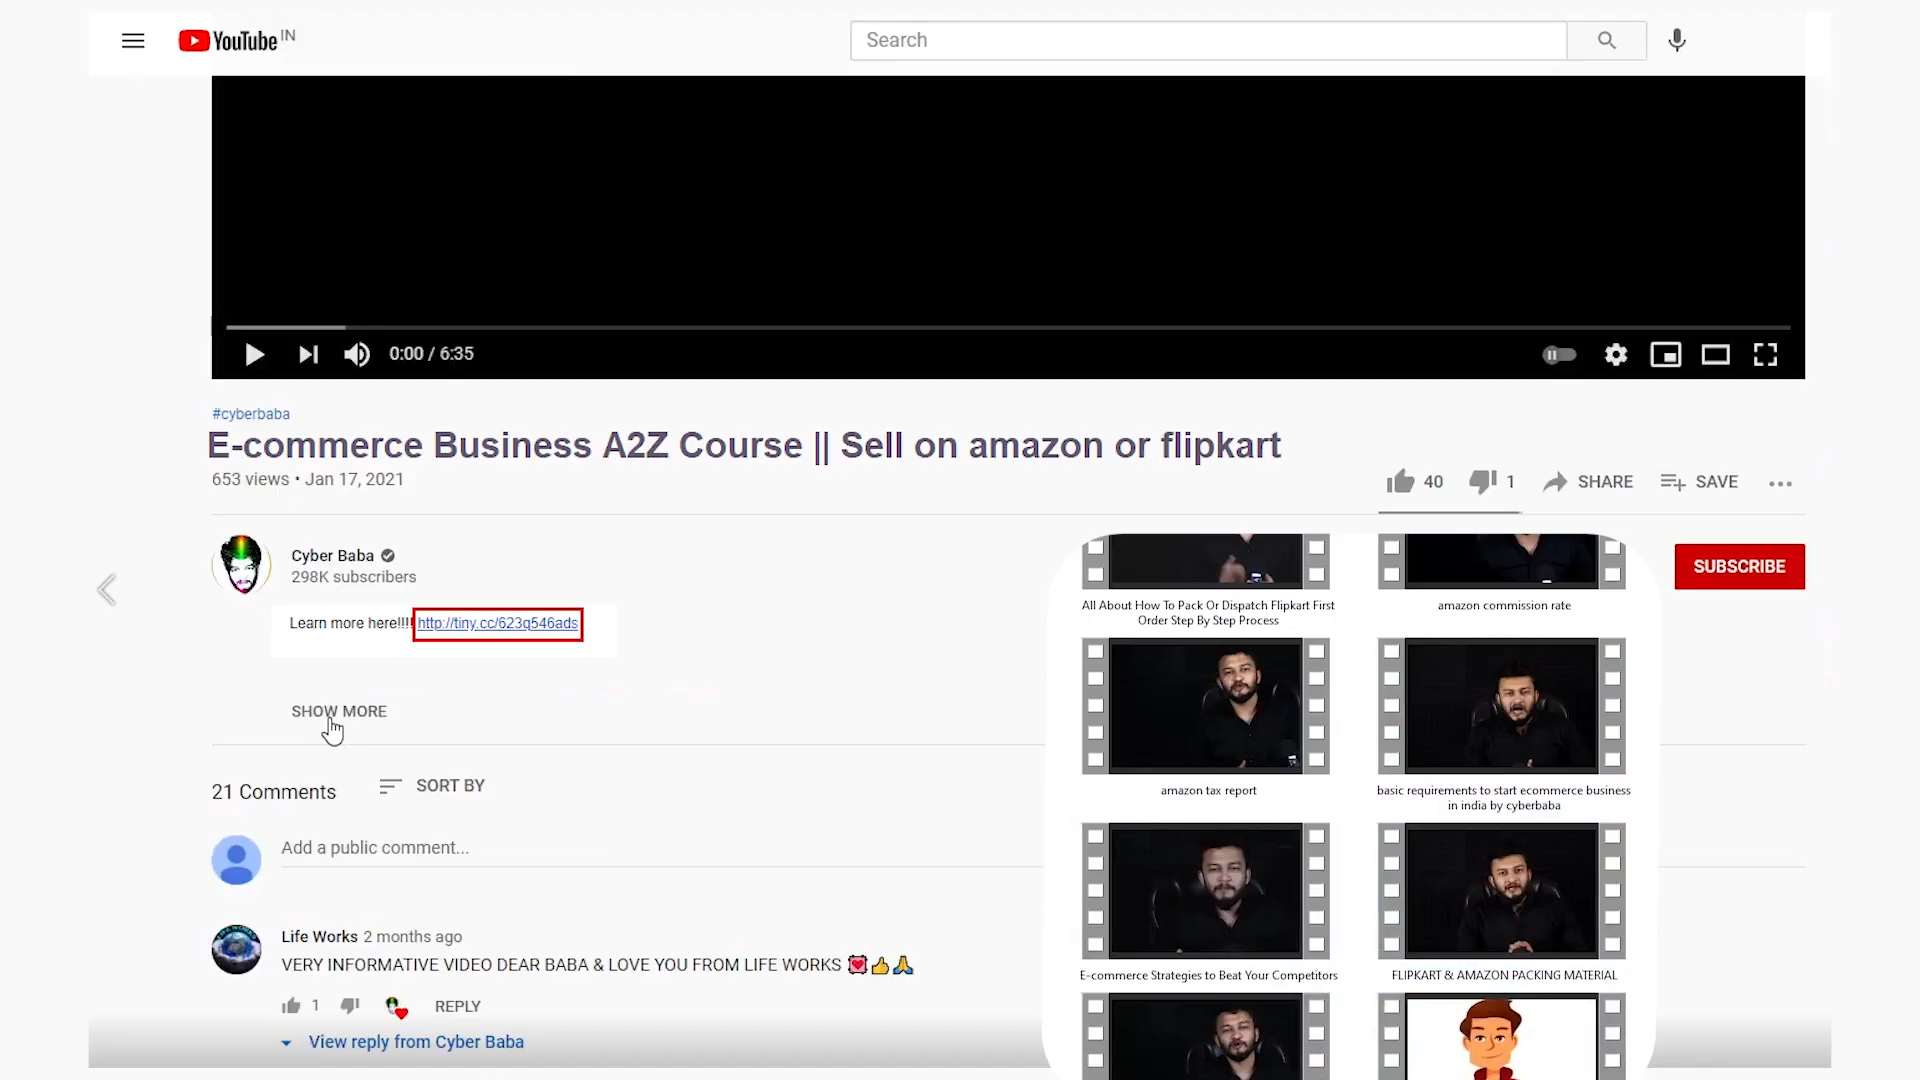 YouTube IN
Search
0:00 / 6:35
#cyberbaba
E-commerce Business A2Z Course || Sell on amazon or flipkart
653 views • Jan 17, 2021
40
1
SHARE
SAVE
Cyber Baba
298K subscribers
SUBSCRIBE
Learn more here!!!! http://tiny.cc/623q546ads
SHOW MORE
21 Comments
SORT BY
Add a public comment...
Life Works 2 months ago
VERY INFORMATIVE VIDEO DEAR BABA & LOVE YOU FROM LIFE WORKS 💟👍🙏
1
REPLY
View reply from Cyber Baba
All About How To Pack Or Dispatch Flipkart First
Order Step By Step Process
amazon commission rate
amazon tax report
basic requirements to start ecommerce business
in india by cyberbaba
E-commerce Strategies to Beat Your Competitors
FLIPKART & AMAZON PACKING MATERIAL